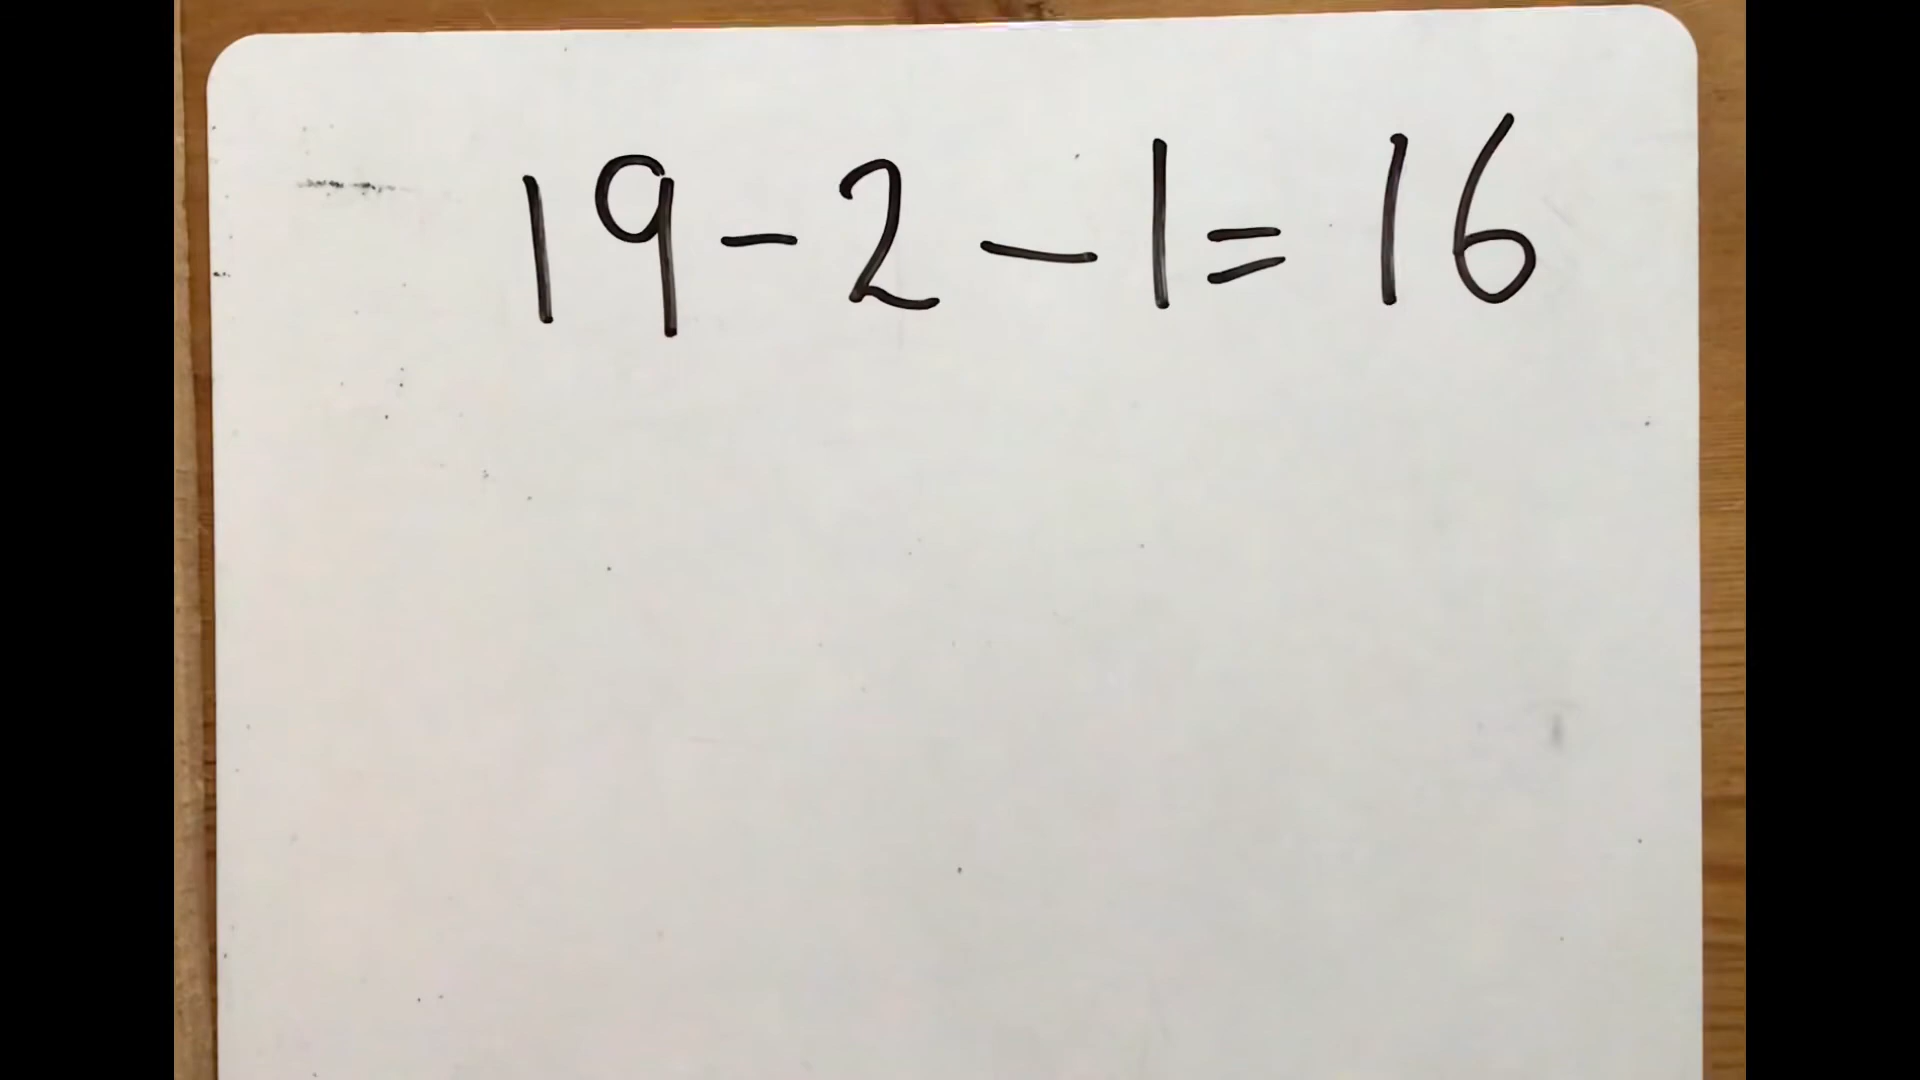 19 - 2 - 1 = 16